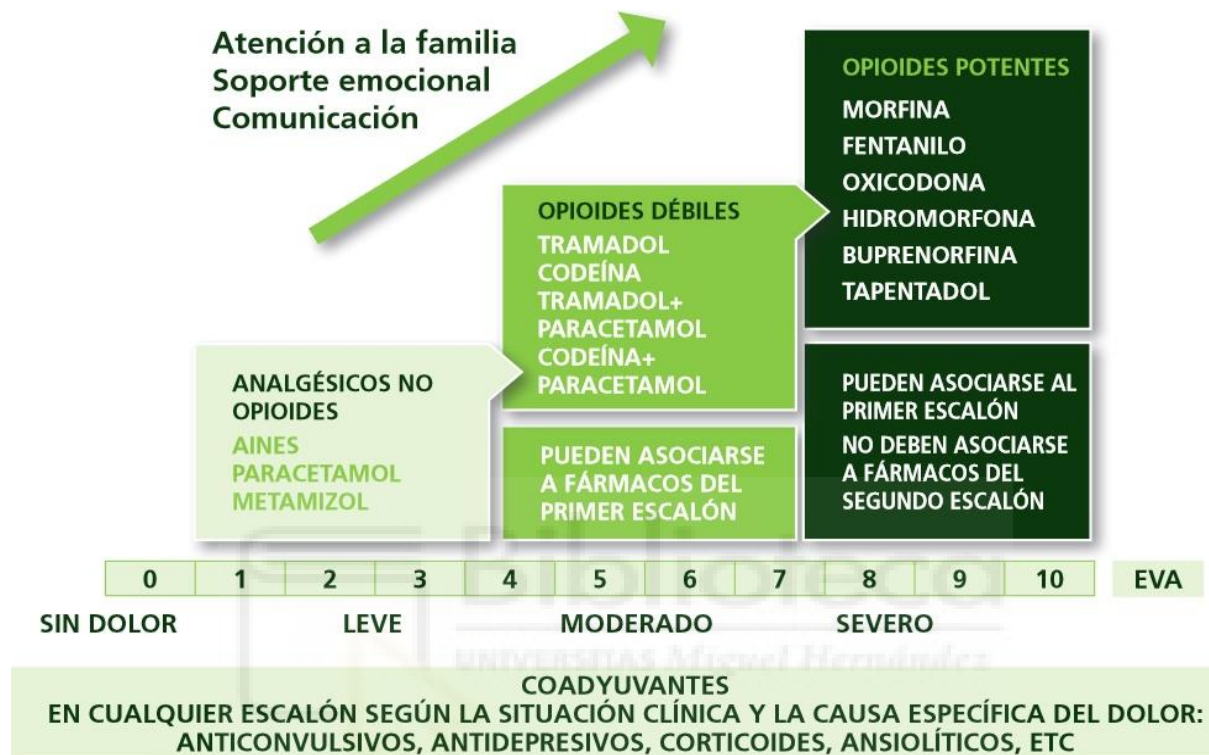 Atención a la familia
Soporte emocional
Comunicación
OPIOIDES POTENTES
MORFINA
FENTANILO
OXICODONA
HIDROMORFONA
BUPRENORFINA
TAPENTADOL
OPIOIDES DÉBILES
TRAMADOL
CODEÍNA
TRAMADOL+
PARACETAMOL
CODEÍNA+
PARACETAMOL
ANALGÉSICOS NO
OPIOIDES
AINES
PARACETAMOL
METAMIZOL
PUEDEN ASOCIARSE
A FÁRMACOS DEL
PRIMER ESCALÓN
PUEDEN ASOCIARSE AL
PRIMER ESCALÓN
NO DEBEN ASOCIARSE
A FÁRMACOS DEL
SEGUNDO ESCALÓN
Biblioteca
UNIVERSITAS Miguel Hernández
0 1 2 3 4 5 6 7 8 9 10 EVA
SIN DOLOR LEVE MODERADO SEVERO
COADYUVANTES
EN CUALQUIER ESCALÓN SEGÚN LA SITUACIÓN CLÍNICA Y LA CAUSA ESPECÍFICA DEL DOLOR:
ANTICONVULSIVOS, ANTIDEPRESIVOS, CORTICOIDES, ANSIOLÍTICOS, ETC